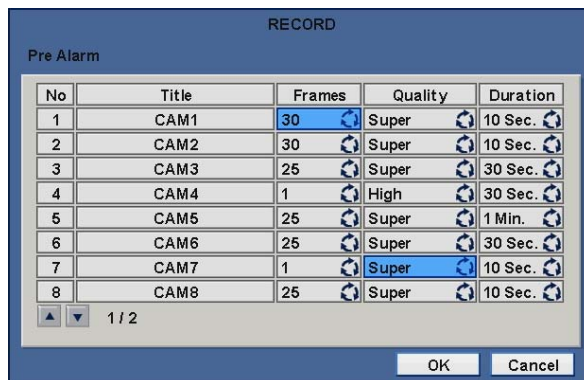 RECORD
Pre Alarm
No Title Frames Quality Duration
1 CAM1 30 Super 10 Sec.
2 CAM2 30 Super 10 Sec.
3 CAM3 25 Super 30 Sec.
4 CAM4 1 High 30 Sec.
5 CAM5 25 Super 1 Min.
6 CAM6 25 Super 30 Sec.
7 CAM7 1 Super 10 Sec.
8 CAM8 25 Super 10 Sec.
1 / 2
OK Cancel